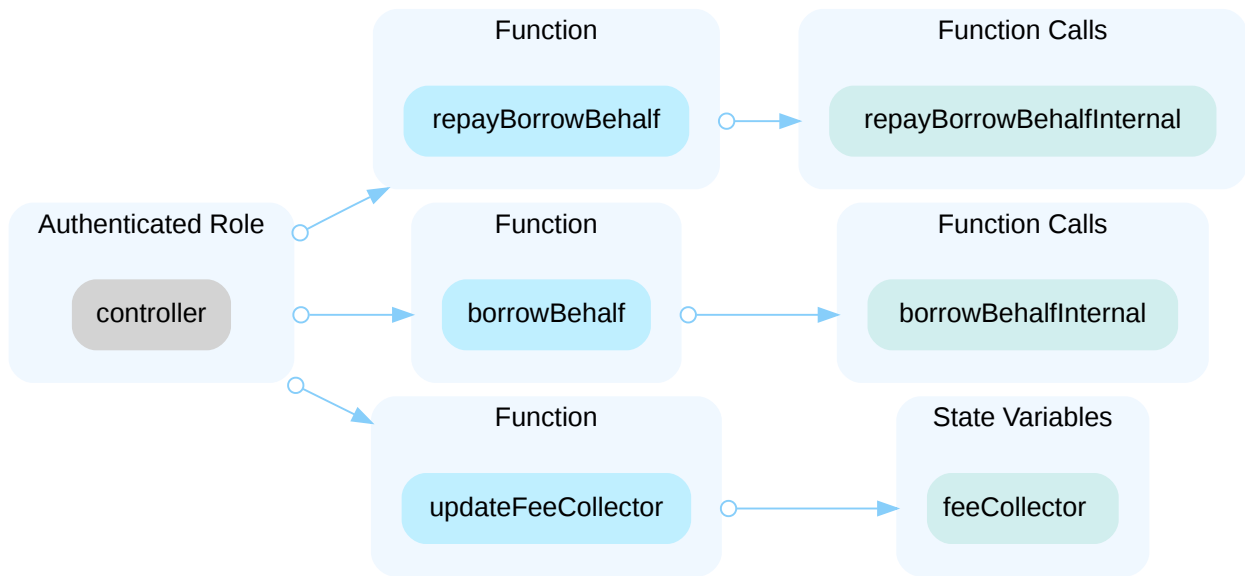 Function
repayBorrowBehalf
Function Calls
repayBorrowBehalfInternal
Authenticated Role
controller
Function
borrowBehalf
Function Calls
borrowBehalfInternal
Function
updateFeeCollector
State Variables
feeCollector